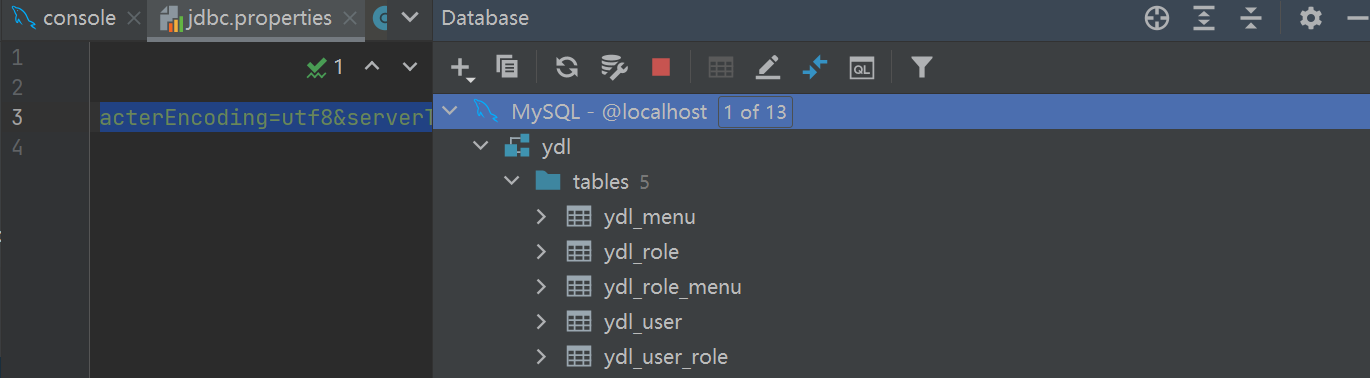 console
jdbc.properties
Database
1
2
3
4
1
acterEncoding=utf8&serverT
QL
MySQL - @localhost 1 of 13
ydl
tables 5
ydl_menu
ydl_role
ydl_role_menu
ydl_user
ydl_user_role